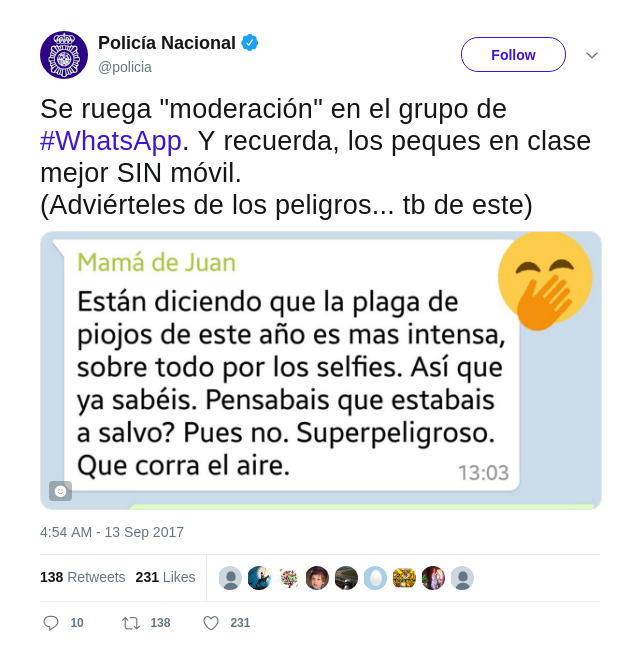 Policía Nacional
@policia
Follow
Se ruega "moderación" en el grupo de
#WhatsApp. Y recuerda, los peques en clase
mejor SIN móvil.
(Adviérteles de los peligros... tb de este)
Mamá de Juan
Están diciendo que la plaga de
piojos de este año es mas intensa,
sobre todo por los selfies. Así que
ya sabéis. Pensabais que estabais
a salvo? Pues no. Superpeligroso.
Que corra el aire.
13:03
4:54 AM - 13 Sep 2017
138 Retweets 231 Likes
10 138 231